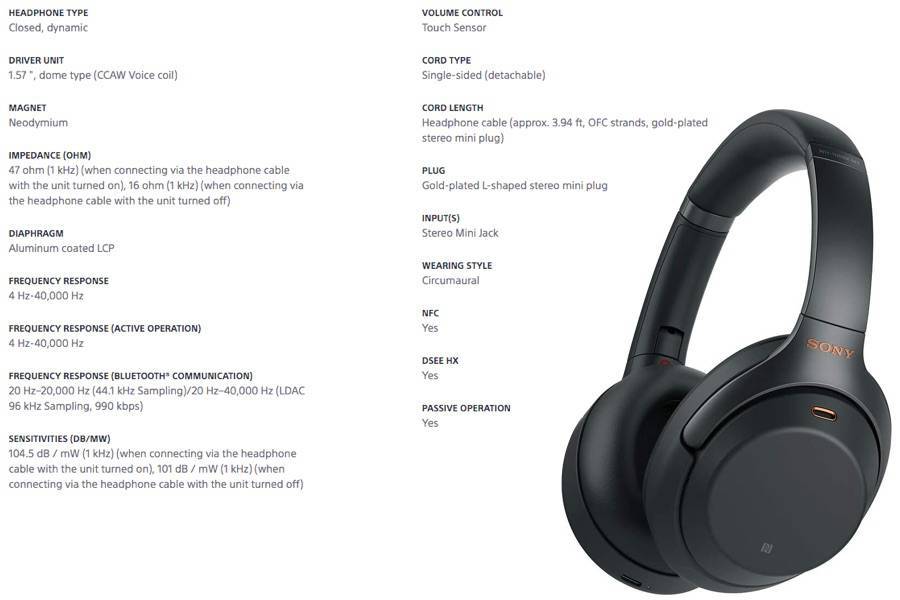 HEADPHONE TYPE
Closed, dynamic
DRIVER UNIT
1.57 ", dome type (CCAW Voice coil)
MAGNET
Neodymium
IMPEDANCE (OHM)
47 ohm (1 kHz) (when connecting via the headphone cable
with the unit turned on), 16 ohm (1 kHz) (when connecting via
the headphone cable with the unit turned off)
DIAPHRAGM
Aluminum coated LCP
FREQUENCY RESPONSE
4 Hz-40,000 Hz
FREQUENCY RESPONSE (ACTIVE OPERATION)
4 Hz-40,000 Hz
FREQUENCY RESPONSE (BLUETOOTH® COMMUNICATION)
20 Hz–20,000 Hz (44.1 kHz Sampling)/20 Hz–40,000 Hz (LDAC
96 kHz Sampling, 990 kbps)
SENSITIVITIES (DB/MW)
104.5 dB / mW (1 kHz) (when connecting via the headphone
cable with the unit turned on), 101 dB / mW (1 kHz) (when
connecting via the headphone cable with the unit turned off)
VOLUME CONTROL
Touch Sensor
CORD TYPE
Single-sided (detachable)
CORD LENGTH
Headphone cable (approx. 3.94 ft, OFC strands, gold-plated
stereo mini plug)
PLUG
Gold-plated L-shaped stereo mini plug
INPUT(S)
Stereo Mini Jack
WEARING STYLE
Circumaural
NFC
Yes
DSEE HX
Yes
PASSIVE OPERATION
Yes
SONY